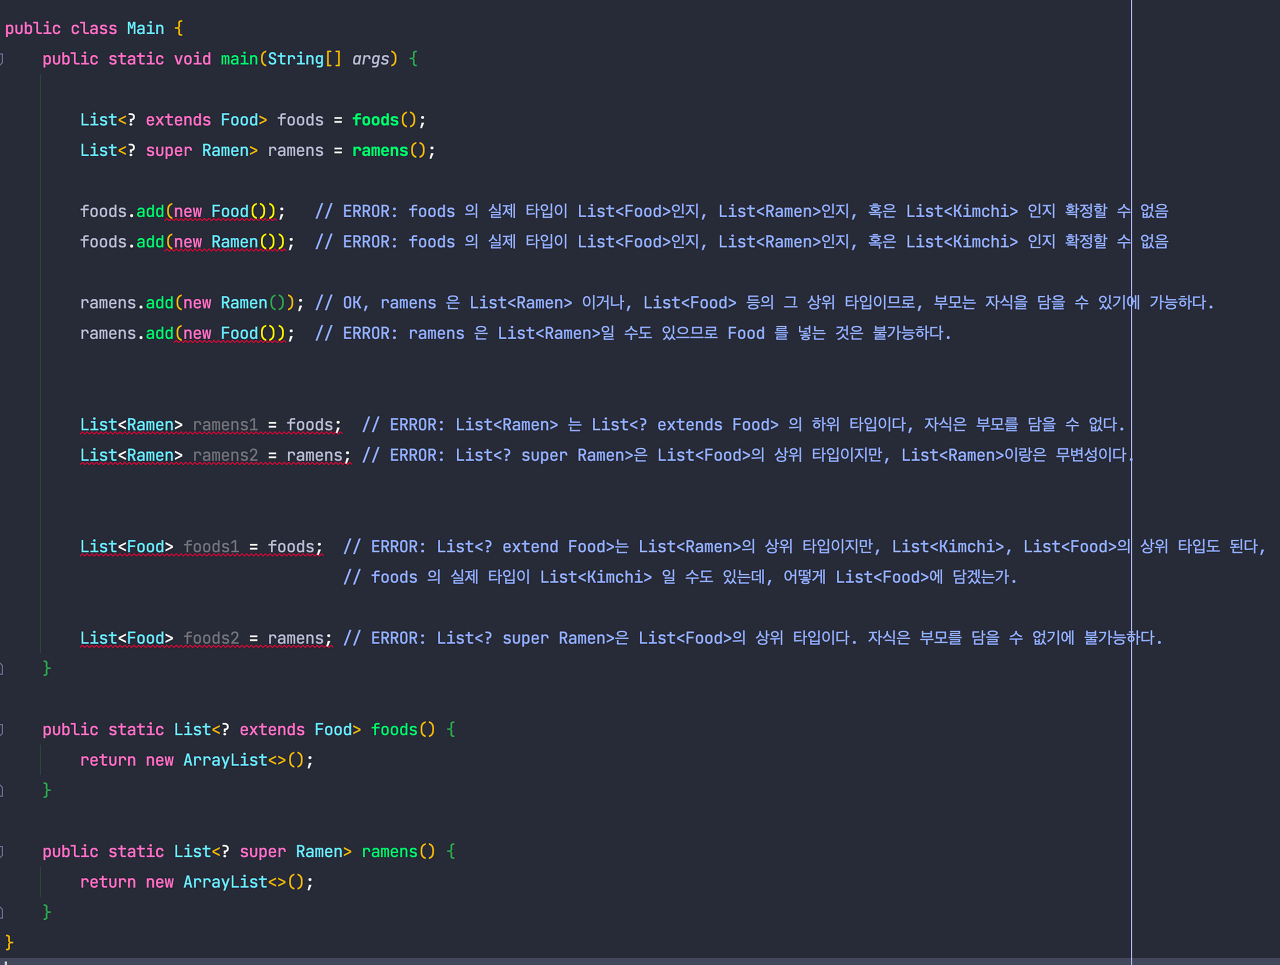 public class Main {
public static void main(String[] args) {
List<? extends Food> foods = foods();
List<? super Ramen> ramens = ramens();
foods.add(new Food());   // ERROR: foods 의 실제 타입이 List<Food>인지, List<Ramen>인지, 혹은 List<Kimchi> 인지 확정할 수 없음
foods.add(new Ramen());  // ERROR: foods 의 실제 타입이 List<Food>인지, List<Ramen>인지, 혹은 List<Kimchi> 인지 확정할 수 없음
ramens.add(new Ramen()); // OK, ramens 은 List<Ramen> 이거나, List<Food> 등의 그 상위 타입이므로, 부모는 자식을 담을 수 있기에 가능하다.
ramens.add(new Food());  // ERROR: ramens 은 List<Ramen>일 수도 있으므로 Food 를 넣는 것은 불가능하다.
List<Ramen> ramens1 = foods;  // ERROR: List<Ramen> 는 List<? extends Food> 의 하위 타입이다, 자식은 부모를 담을 수 없다.
List<Ramen> ramens2 = ramens; // ERROR: List<? super Ramen>은 List<Food>의 상위 타입이지만, List<Ramen>이랑은 무변성이다.
List<Food> foods1 = foods;  // ERROR: List<? extend Food>는 List<Ramen>의 상위 타입이지만, List<Kimchi>, List<Food>의 상위 타입도 된다,
// foods 의 실제 타입이 List<Kimchi> 일 수도 있는데, 어떻게 List<Food>에 담겠는가.
List<Food> foods2 = ramens; // ERROR: List<? super Ramen>은 List<Food>의 상위 타입이다. 자식은 부모를 담을 수 없기에 불가능하다.
}
public static List<? extends Food> foods() {
return new ArrayList<>();
}
public static List<? super Ramen> ramens() {
return new ArrayList<>();
}
}